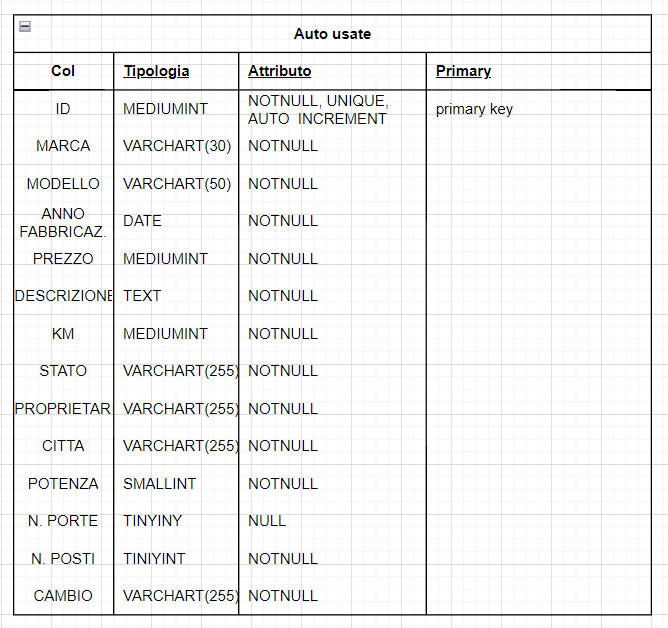 Auto usate
Col Tipologia Attributo Primary
ID MEDIUMINT NOTNULL, UNIQUE, AUTO INCREMENT primary key
MARCA VARCHART(30) NOTNULL
MODELLO VARCHART(50) NOTNULL
ANNO FABBRICAZ. DATE NOTNULL
PREZZO MEDIUMINT NOTNULL
DESCRIZIONE TEXT NOTNULL
KM MEDIUMINT NOTNULL
STATO VARCHART(255) NOTNULL
PROPRIETAR VARCHART(255) NOTNULL
CITTA VARCHART(255) NOTNULL
POTENZA SMALLINT NOTNULL
N. PORTE TINYINY NULL
N. POSTI TINIYINT NOTNULL
CAMBIO VARCHART(255) NOTNULL